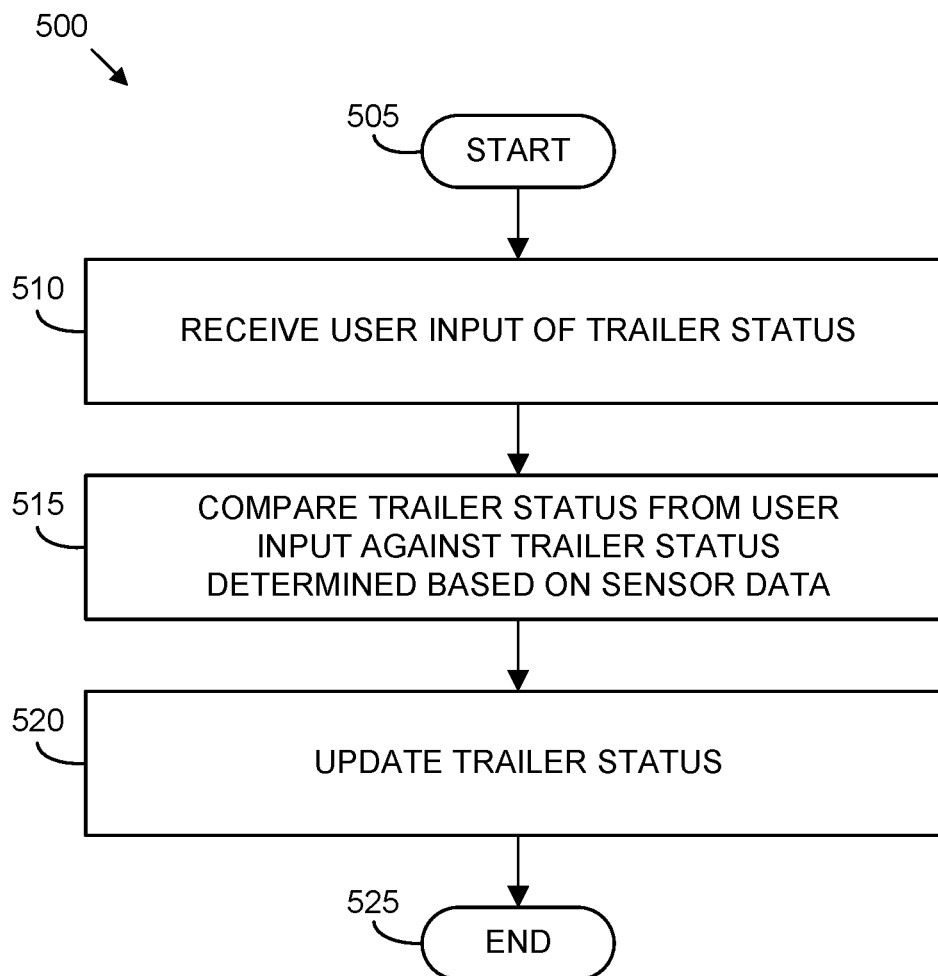 500
505
START
510
RECEIVE USER INPUT OF TRAILER STATUS
515
COMPARE TRAILER STATUS FROM USER
INPUT AGAINST TRAILER STATUS
DETERMINED BASED ON SENSOR DATA
520
UPDATE TRAILER STATUS
525
END